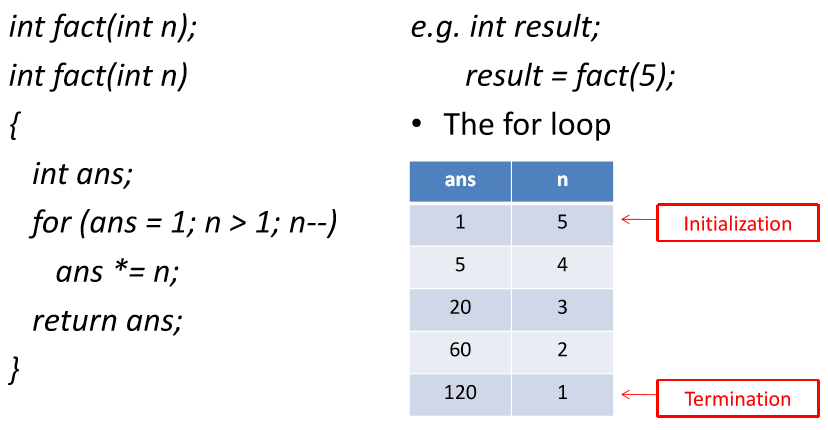 int fact(int n);
int fact(int n)
{
int ans;
for (ans = 1; n > 1; n--)
ans *= n;
return ans;
}
e.g. int result;
result = fact(5);
• The for loop
ans n
1 5
5 4
20 3
60 2
120 1
Initialization
Termination